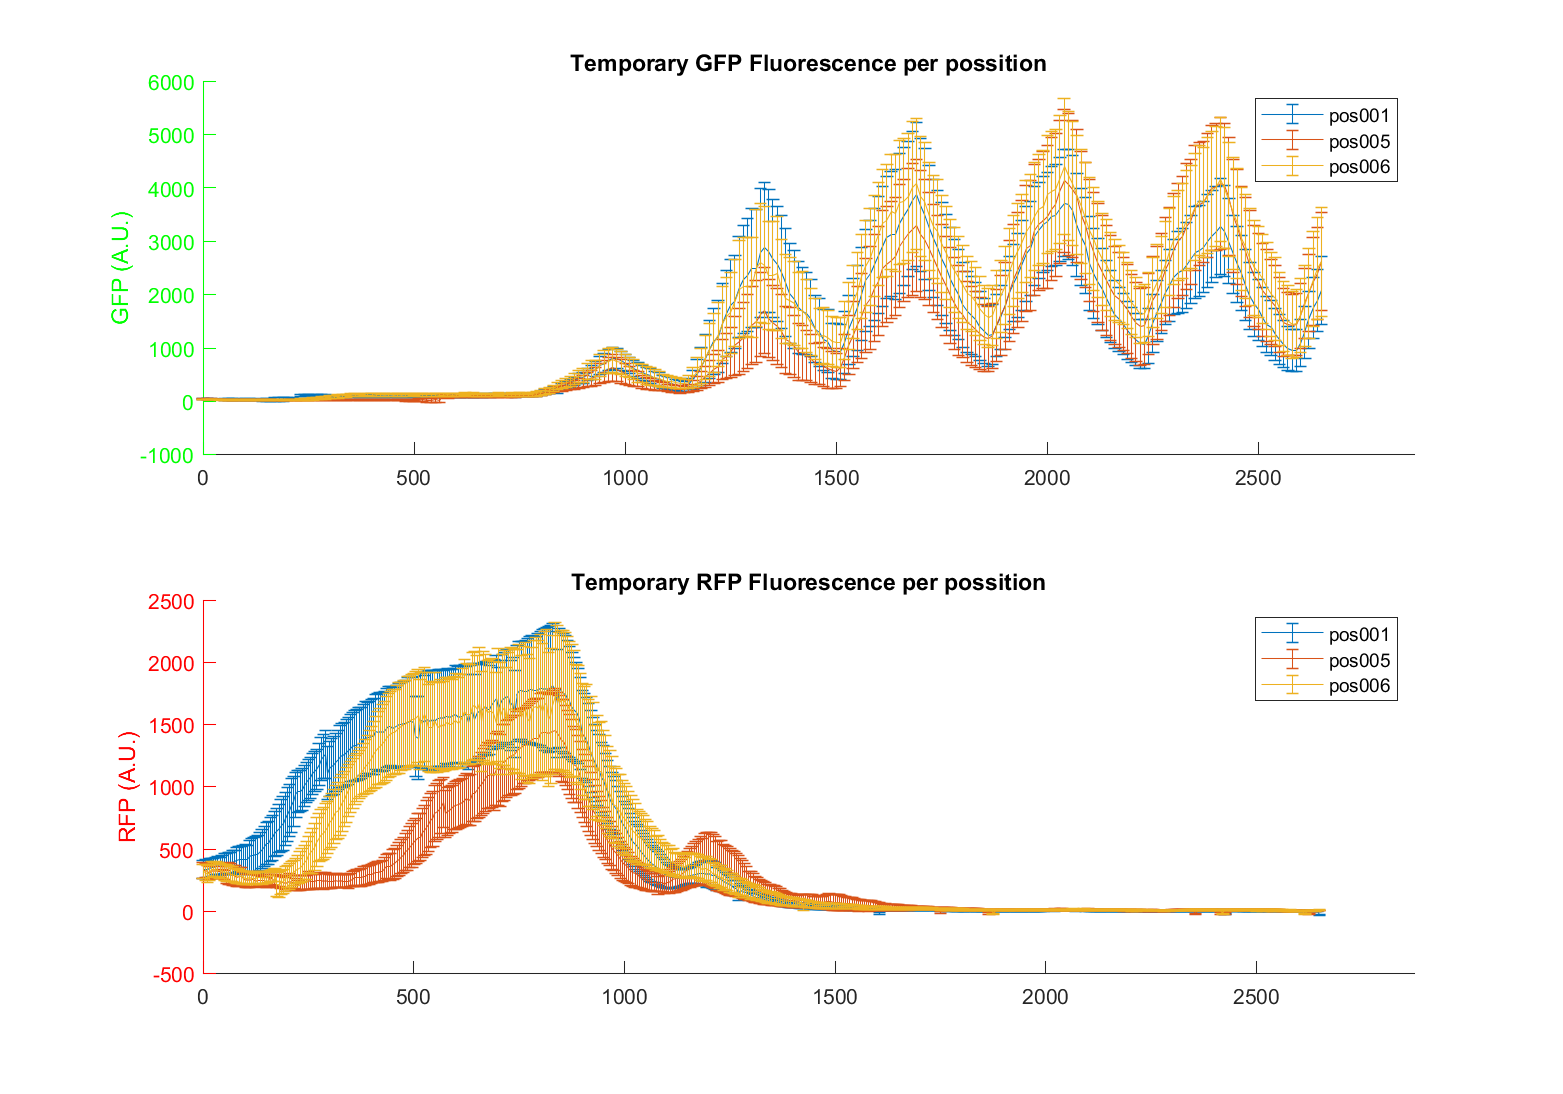 Temporary GFP Fluorescence per possition
6000
5000
4000
3000
2000
1000
0
-1000
GFP (A.U.)
0 500 1000 1500 2000 2500
pos001
pos005
pos006
Temporary RFP Fluorescence per possition
2500
2000
1500
1000
500
0
-500
RFP (A.U.)
0 500 1000 1500 2000 2500
pos001
pos005
pos006